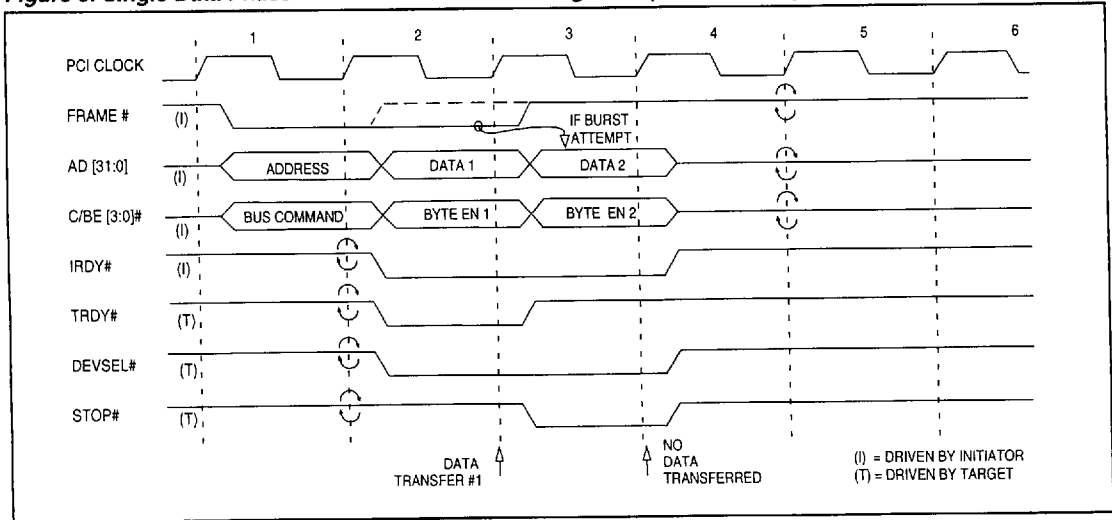 1 2 3 4 5 6
PCI CLOCK
FRAME # (I)
IF BURST
ATTEMPT
AD [31:0] (I) ADDRESS DATA 1 DATA 2
C/BE [3:0]# (I) BUS COMMAND BYTE EN 1 BYTE EN 2
IRDY# (I)
TRDY# (T)
DEVSEL# (T)
STOP# (T)
DATA
TRANSFER #1
NO
DATA
TRANSFERRED
(I) = DRIVEN BY INITIATOR
(T) = DRIVEN BY TARGET